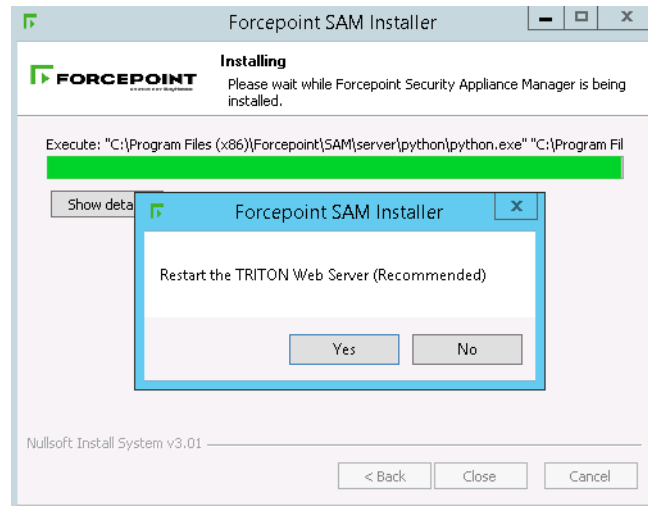 Forcepoint SAM Installer
FORCEPOINT
Installing
Please wait while Forcepoint Security Appliance Manager is being
installed.
Execute: "C:\Program Files (x86)\Forcepoint\SAM\server\python\python.exe" "C:\Program Fil
Show deta
Forcepoint SAM Installer
Restart the TRITON Web Server (Recommended)
Yes
No
Nullsoft Install System v3.01
< Back
Close
Cancel